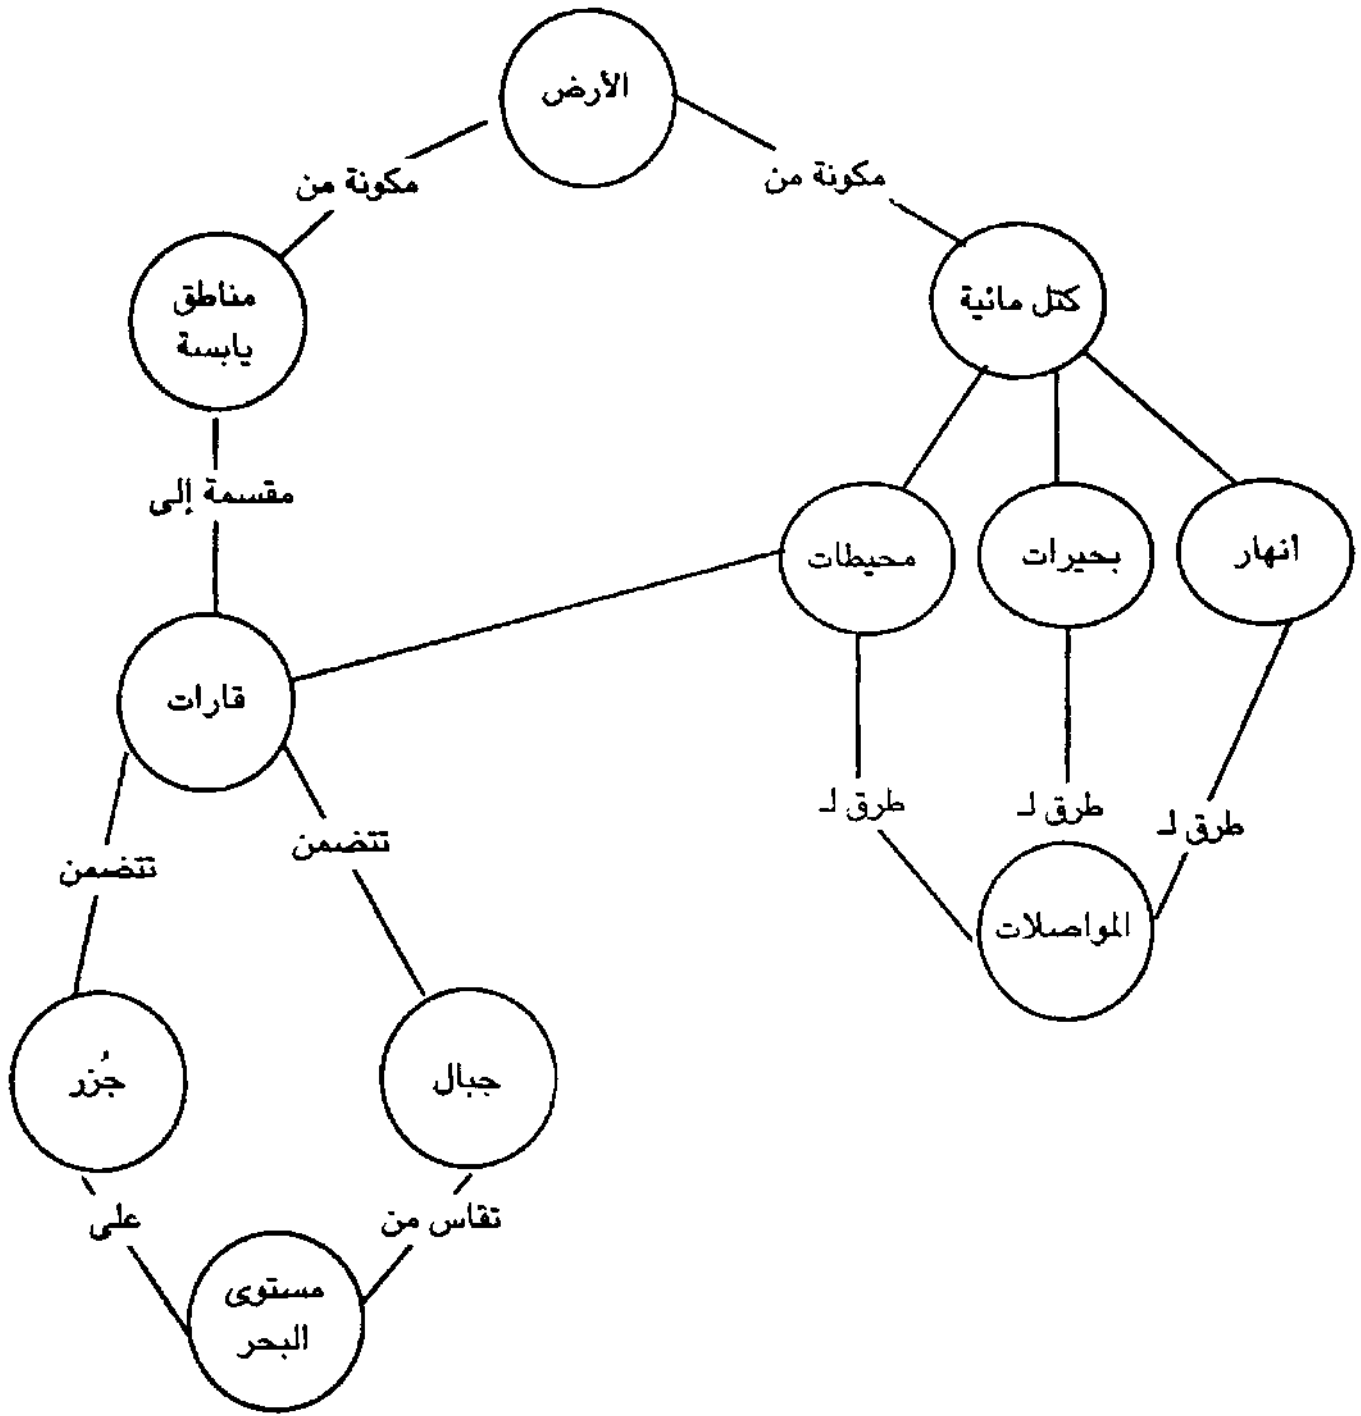 الأرض
مكونة من
مكونة من
كتل مائية
مناطق
يابسة
مقسمة إلى
أنهار
بحيرات
محيطات
قارات
طرق لـ
طرق لـ
طرق لـ
تتضمن
تتضمن
المواصلات
جبال
جُزر
تقاس من
على
مستوى
البحر